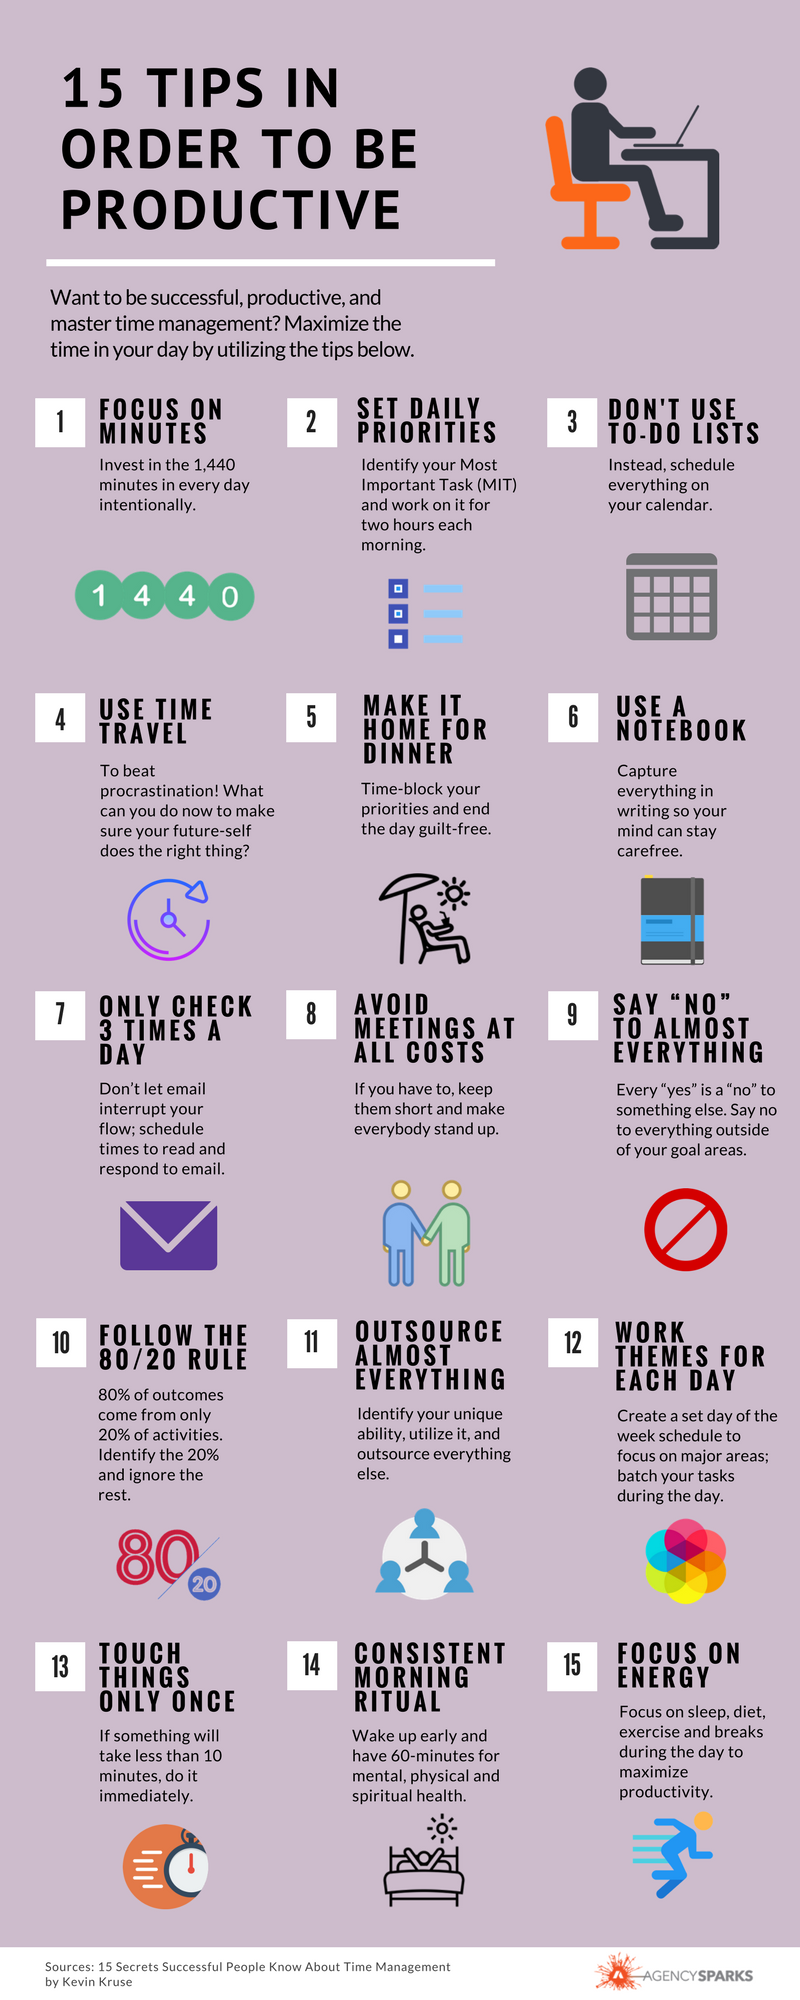 15 TIPS IN
ORDER TO BE
PRODUCTIVE
Want to be successful, productive, and
master time management? Maximize the
time in your day by utilizing the tips below.
1
FOCUS ON
MINUTES
Invest in the 1,440
minutes in every day
intentionally.
1 4 4 0
2
SET DAILY
PRIORITIES
Identify your Most
Important Task (MIT)
and work on it for
two hours each
morning.
3
DON'T USE
TO-DO LISTS
Instead, schedule
everything on
your calendar.
4
USE TIME
TRAVEL
To beat
procrastination! What
can you do now to make
sure your future-self
does the right thing?
5
MAKE IT
HOME FOR
DINNER
Time-block your
priorities and end
the day guilt-free.
6
USE A
NOTEBOOK
Capture
everything in
writing so your
mind can stay
carefree.
7
ONLY CHECK
3 TIMES A
DAY
Don’t let email
interrupt your
flow; schedule
times to read and
respond to email.
8
AVOID
MEETINGS AT
ALL COSTS
If you have to, keep
them short and make
everybody stand up.
9
SAY “NO”
TO ALMOST
EVERYTHING
Every “yes” is a “no” to
something else. Say no
to everything outside
of your goal areas.
10
FOLLOW THE
80/20 RULE
80% of outcomes
come from only
20% of activities.
Identify the 20%
and ignore the
rest.
80/20
11
OUTSOURCE
ALMOST
EVERYTHING
Identify your unique
ability, utilize it, and
outsource everything
else.
12
WORK
THEMES FOR
EACH DAY
Create a set day of the
week schedule to
focus on major areas;
batch your tasks
during the day.
13
TOUCH
THINGS
ONLY ONCE
If something will
take less than 10
minutes, do it
immediately.
14
CONSISTENT
MORNING
RITUAL
Wake up early and
have 60-minutes for
mental, physical and
spiritual health.
15
FOCUS ON
ENERGY
Focus on sleep, diet,
exercise and breaks
during the day to
maximize
productivity.
Sources: 15 Secrets Successful People Know About Time Management
by Kevin Kruse
AGENCYSPARKS